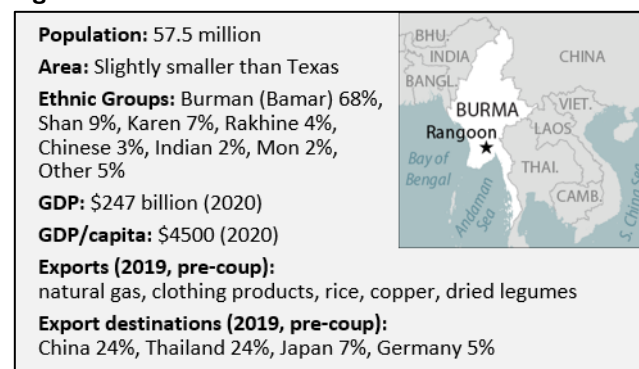 Population: 57.5 million
Area: Slightly smaller than Texas
Ethnic Groups: Burman (Bamar) 68%,
Shan 9%, Karen 7%, Rakhine 4%,
Chinese 3%, Indian 2%, Mon 2%,
Other 5%
GDP: $247 billion (2020)
GDP/capita: $4500 (2020)
Exports (2019, pre-coup):
natural gas, clothing products, rice, copper, dried legumes
Export destinations (2019, pre-coup):
China 24%, Thailand 24%, Japan 7%, Germany 5%
BHU.
INDIA
CHINA
BANGL.
BURMA
VIET.
Rangoon
LAOS
Bay of
Bengal
THAI.
Andaman
Sea
CAMB.
S. China Sea